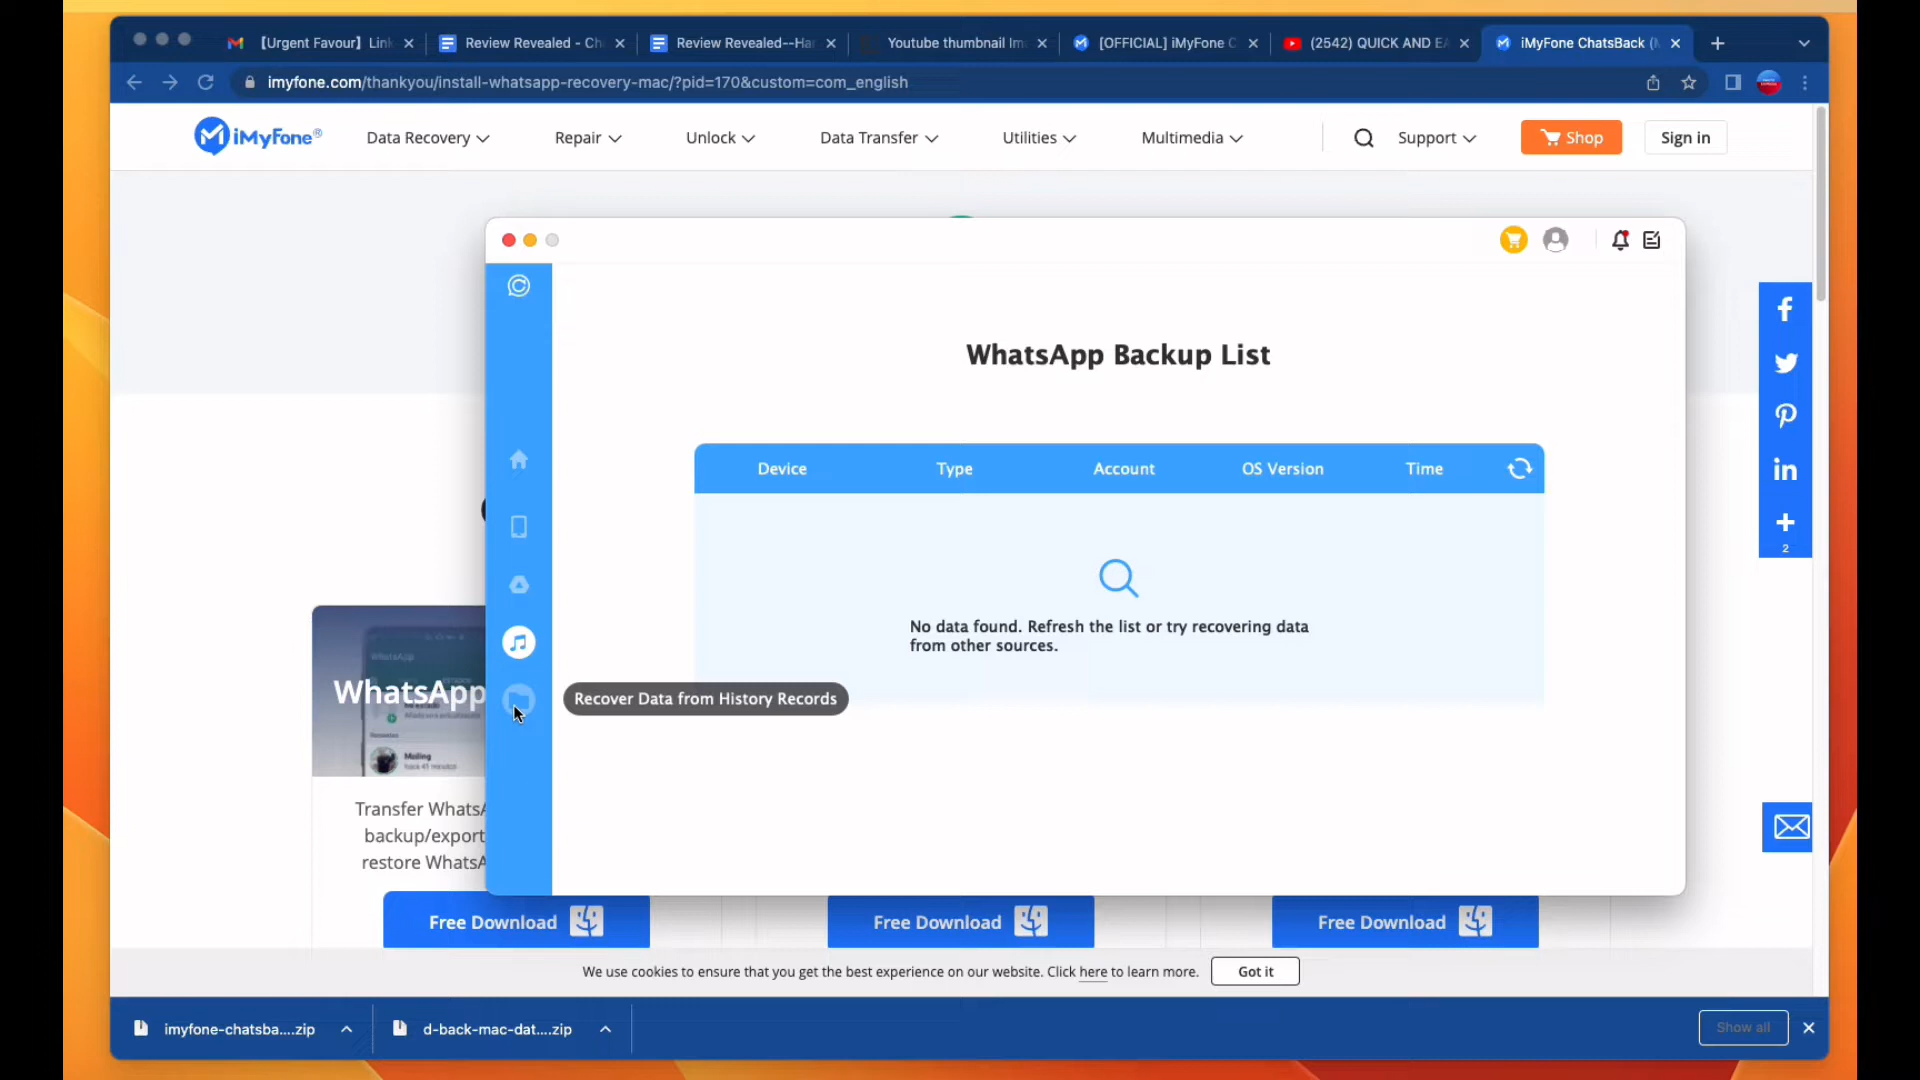 【Urgent Favour】 Link
Review Revealed - Ch
Review Revealed--Har
Youtube thumbnail Im
[OFFICIAL] iMyFone C
(2542) QUICK AND EA
iMyFone ChatsBack (
imyfone.com/thankyou/install-whatsapp-recovery-mac/?pid=170&custom=com_english
iMyFone®
Data Recovery
Repair
Unlock
Data Transfer
Utilities
Multimedia
Support
Shop
Sign in
WhatsApp Backup List
Device
Type
Account
OS Version
Time
No data found. Refresh the list or try recovering data
from other sources.
2
Recover Data from History Records
WhatsApp
Mailing
Transfer WhatsA
backup/export
restore WhatsA
Free Download
Free Download
Free Download
We use cookies to ensure that you get the best experience on our website. Click here to learn more.
Got it
imyfone-chatsba....zip
d-back-mac-dat....zip
Show all